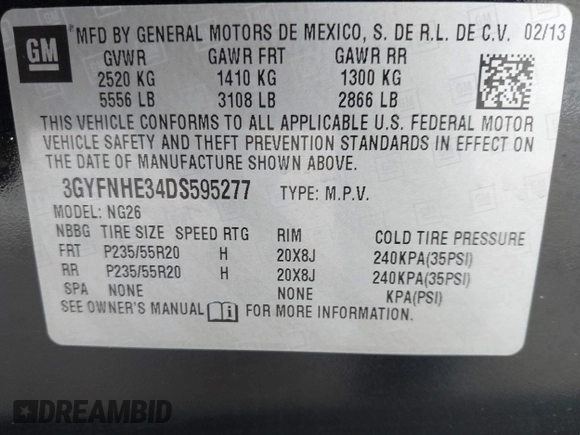 GM
*MFD BY GENERAL MOTORS DE MEXICO, S. DE R.L. DE C.V. 02/13
GVWR GAWR FRT GAWR RR
2520 KG 1410 KG 1300 KG
5556 LB 3108 LB 2866 LB
THIS VEHICLE CONFORMS TO ALL APPLICABLE U.S. FEDERAL MOTOR
VEHICLE SAFETY AND THEFT PREVENTION STANDARDS IN EFFECT ON
THE DATE OF MANUFACTURE SHOWN ABOVE.
3GYFNHE34DS595277 TYPE: M.P.V.
MODEL: NG26
NBBG TIRE SIZE SPEED RTG RIM COLD TIRE PRESSURE
FRT P235/55R20 H 20X8J 240KPA(35PSI)
RR P235/55R20 H 20X8J 240KPA(35PSI)
SPA NONE NONE KPA(PSI)
SEE OWNER'S MANUAL i FOR MORE INFORMATION.
DREAMBID